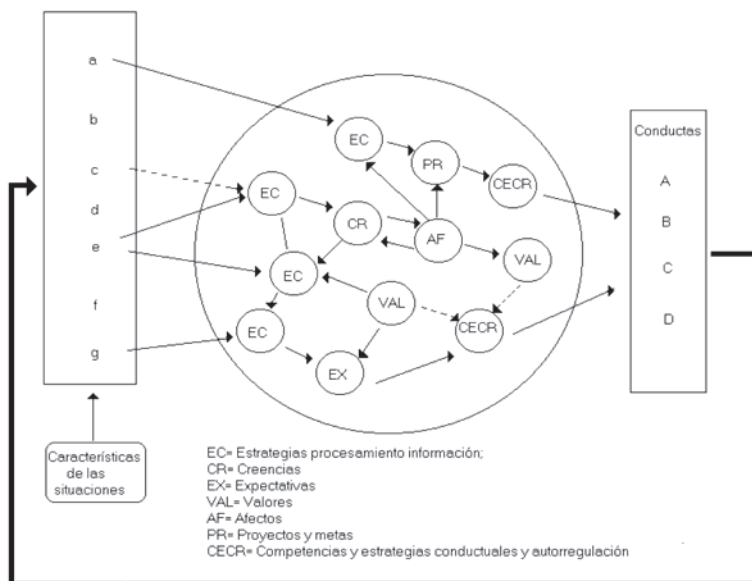 a
b
c
d
e
f
g
Características
de las
situaciones
EC
PR
CECR
EC
CR
AF
VAL
EC
VAL
EC
CECR
EX
Conductas
A
B
C
D
EC= Estrategias procesamiento información;
CR= Creencias
EX= Expectativas
VAL= Valores
AF= Afectos
PR= Proyectos y metas
CECR= Competencias y estrategias conductuales y autorregulación